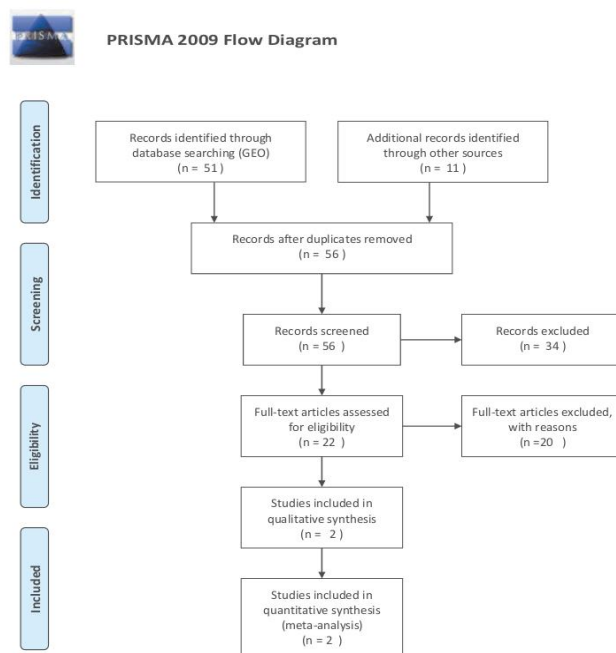 PRISMA
PRISMA 2009 Flow Diagram
Identification
Records identified through
database searching (GEO)
(n = 51)
Additional records identified
through other sources
(n = 11)
Records after duplicates removed
(n = 56 )
Screening
Records screened
(n = 56 )
Records excluded
(n = 34 )
Eligibility
Full-text articles assessed
for eligibility
(n = 22 )
Full-text articles excluded,
with reasons
(n =20 )
Studies included in
qualitative synthesis
(n = 2 )
Included
Studies included in
quantitative synthesis
(meta-analysis)
(n = 2 )